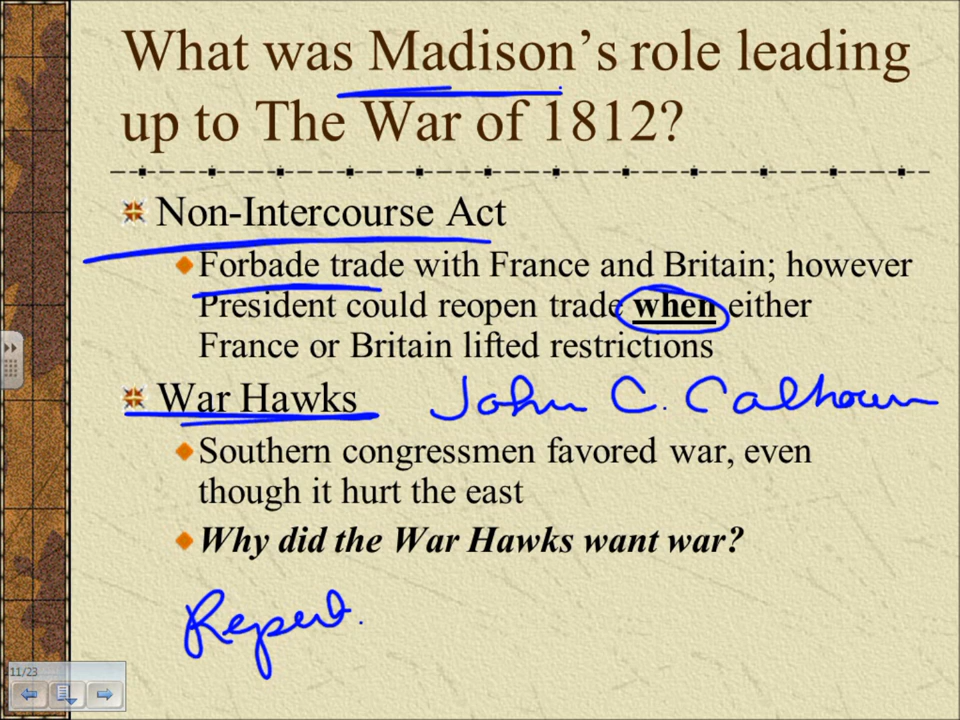 What was Madison's role leading
up to The War of 1812?
Non-Intercourse Act
Forbade trade with France and Britain; however
President could reopen trade when either
France or Britain lifted restrictions
War Hawks John C. Calhoun
Southern congressmen favored war, even
though it hurt the east
Why did the War Hawks want war?
11/23